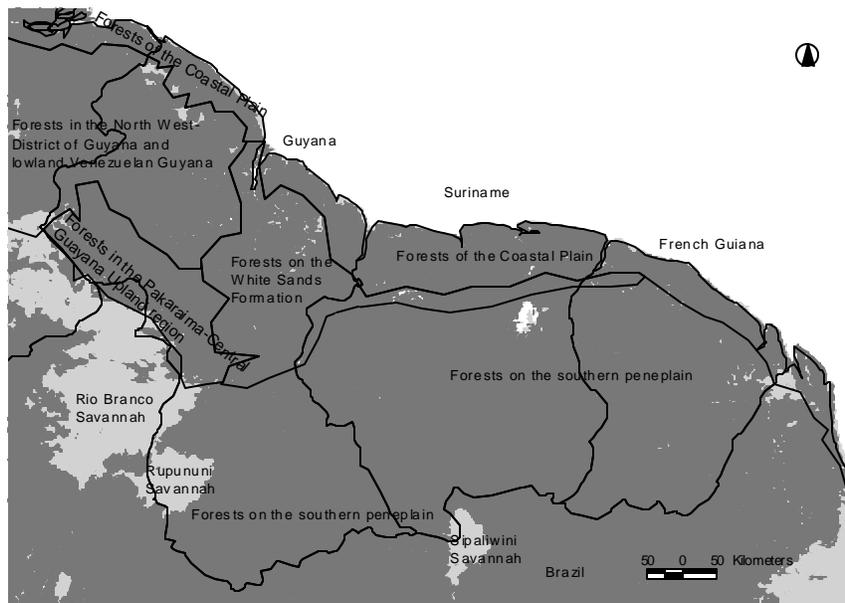 Forests of the Coastal Plain
Forests in the North West-
District of Guyana and
lowland Venezuelan Guyana
Guyana
Suriname
French Guiana
Forests in the Pakaraima-Central
Guayana Upland region
Forests on the
White Sands
Formation
Forests of the Coastal Plain
Forests on the southern peneplain
Rio Branco
Savannah
Rupununi
Savannah
Forests on the southern peneplain
Sipaliwini
Savannah
Brazil
50 0 50 Kilometers